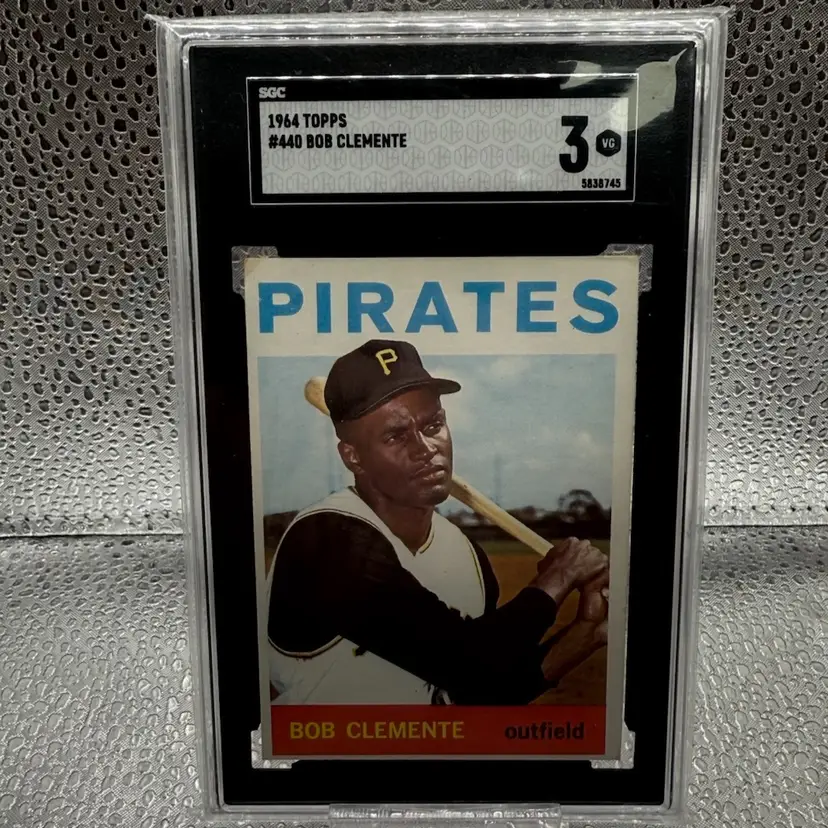 SGC
1964 TOPPS
#440 BOB CLEMENTE
3 VG
5838745
PIRATES
P
BOB CLEMENTE outfield